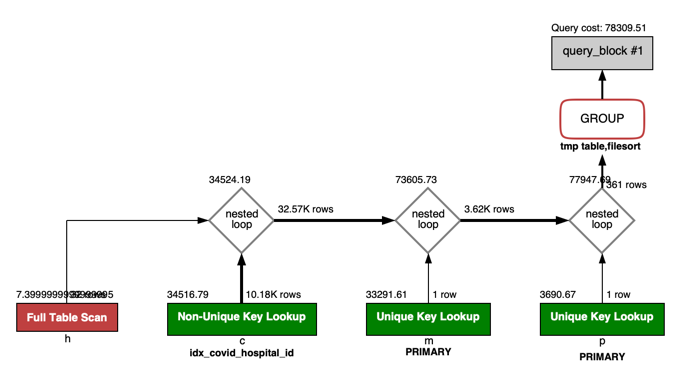 Query cost: 78309.51
query_block #1
GROUP
tmp table,filesort
34524.19
73605.73
77947.69
361 rows
nested
loop
32.57K rows
nested
loop
3.62K rows
nested
loop
34516.79
10.18K rows
33291.61
1 row
3690.67
1 row
Full Table Scan
Non-Unique Key Lookup
Unique Key Lookup
Unique Key Lookup
h
c
m
p
idx_covid_hospital_id
PRIMARY
PRIMARY